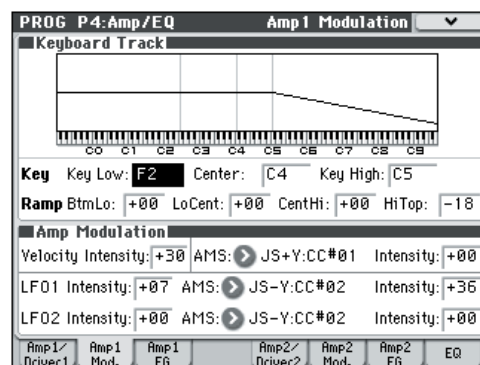 PROG P4:Amp/EQ Amp1 Modulation
Keyboard Track
C0 C1 C2 C3 C4 C5 C6 C7 C8 C9
Key Key Low: F2 Center: C4 Key High: C5
Ramp BtmLo: +00 LoCent: +00 CentHi: +00 HiTop: -18
Amp Modulation
Velocity Intensity: +30 AMS: JS+Y:CC#01 Intensity: +00
LFO1 Intensity: +07 AMS: JS-Y:CC#02 Intensity: +36
LFO2 Intensity: +00 AMS: JS-Y:CC#02 Intensity: +00
Amp1/ Amp1 Amp1 Amp2/ Amp2 Amp2 EQ
Driver1 Mod. EG Driver2 Mod. EG